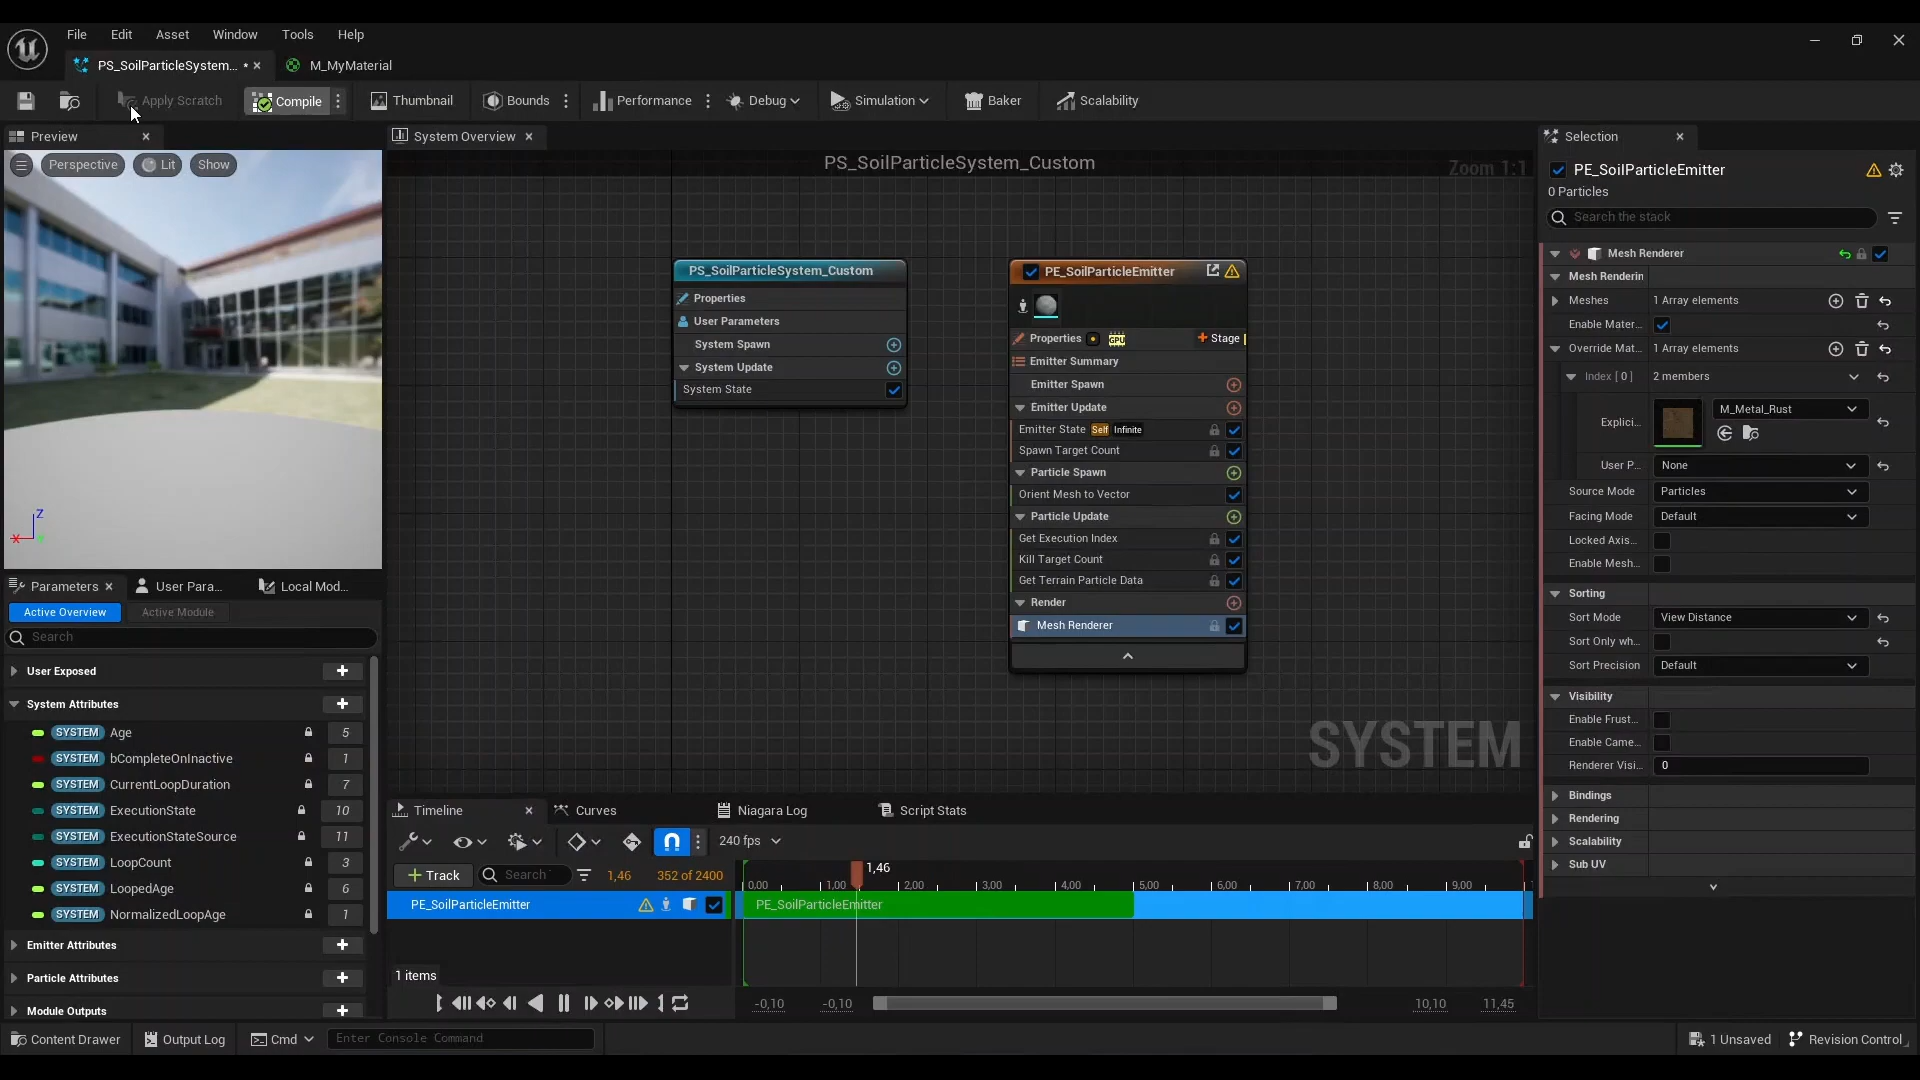 File Edit Asset Window Tools Help
PS_SoilParticleSystem... * M_MyMaterial
Apply Scratch Compile Thumbnail Bounds Performance Debug Simulation Baker Scalability
Preview
Perspective Lit Show
X Z
Parameters User Para... Local Mod...
Active Overview Active Module
Search
User Exposed
System Attributes
SYSTEM Age 5
SYSTEM bCompleteOnInactive 1
SYSTEM CurrentLoopDuration 7
SYSTEM ExecutionState 10
SYSTEM ExecutionStateSource 11
SYSTEM LoopCount 3
SYSTEM LoopedAge 6
SYSTEM NormalizedLoopAge 1
Emitter Attributes
Particle Attributes
Module Outputs
System Overview
PS_SoilParticleSystem_Custom
Zoom 1:1
PS_SoilParticleSystem_Custom
Properties
User Parameters
System Spawn
System Update
System State
PE_SoilParticleEmitter
Properties GPU Stage
Emitter Summary
Emitter Spawn
Emitter Update
Emitter State Self Infinite
Spawn Target Count
Particle Spawn
Orient Mesh to Vector
Particle Update
Get Execution Index
Kill Target Count
Get Terrain Particle Data
Render
Mesh Renderer
SYSTEM
Timeline Curves Niagara Log Script Stats
240 fps
Track Search 1,46 352 of 2400
1,46
0,00 1,00 2,00 3,00 4,00 5,00 6,00 7,00 8,00 9,00
PE_SoilParticleEmitter
PE_SoilParticleEmitter
1 items
-0,10 -0,10 10,10 11,45
Selection
PE_SoilParticleEmitter
0 Particles
Search the stack
Mesh Renderer
Mesh Renderin
Meshes 1 Array elements
Enable Mater...
Override Mat... 1 Array elements
Index [ 0 ] 2 members
Explici... M_Metal_Rust
User P... None
Source Mode Particles
Facing Mode Default
Locked Axis...
Enable Mesh...
Sorting
Sort Mode View Distance
Sort Only wh...
Sort Precision Default
Visibility
Enable Frust...
Enable Came...
Renderer Visi... 0
Bindings
Rendering
Scalability
Sub UV
Content Drawer Output Log Cmd Enter Console Command 1 Unsaved Revision Control